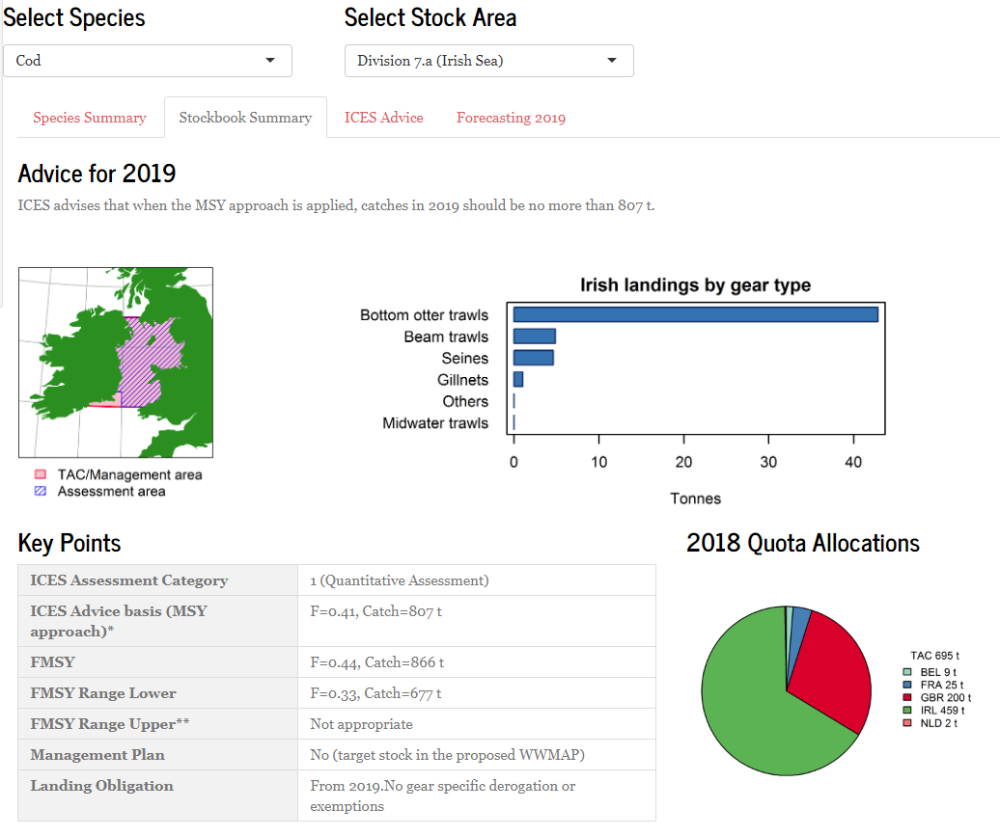 Select Species
Select Stock Area
Cod
Division 7.a (Irish Sea)
Species Summary
Stockbook Summary
ICES Advice
Forecasting 2019
Advice for 2019
ICES advises that when the MSY approach is applied, catches in 2019 should be no more than 807 t.
TAC/Management area
Assessment area
Irish landings by gear type
Bottom otter trawls
Beam trawls
Seines
Gillnets
Others
Midwater trawls
0 10 20 30 40
Tonnes
Key Points
ICES Assessment Category
1 (Quantitative Assessment)
ICES Advice basis (MSY
approach)*
F=0.41, Catch=807 t
FMSY
F=0.44, Catch=866 t
FMSY Range Lower
F=0.33, Catch=677 t
FMSY Range Upper**
Not appropriate
Management Plan
No (target stock in the proposed WWMAP)
Landing Obligation
From 2019.No gear specific derogation or
exemptions
2018 Quota Allocations
TAC 695 t
BEL 9 t
FRA 25 t
GBR 200 t
IRL 459 t
NLD 2 t